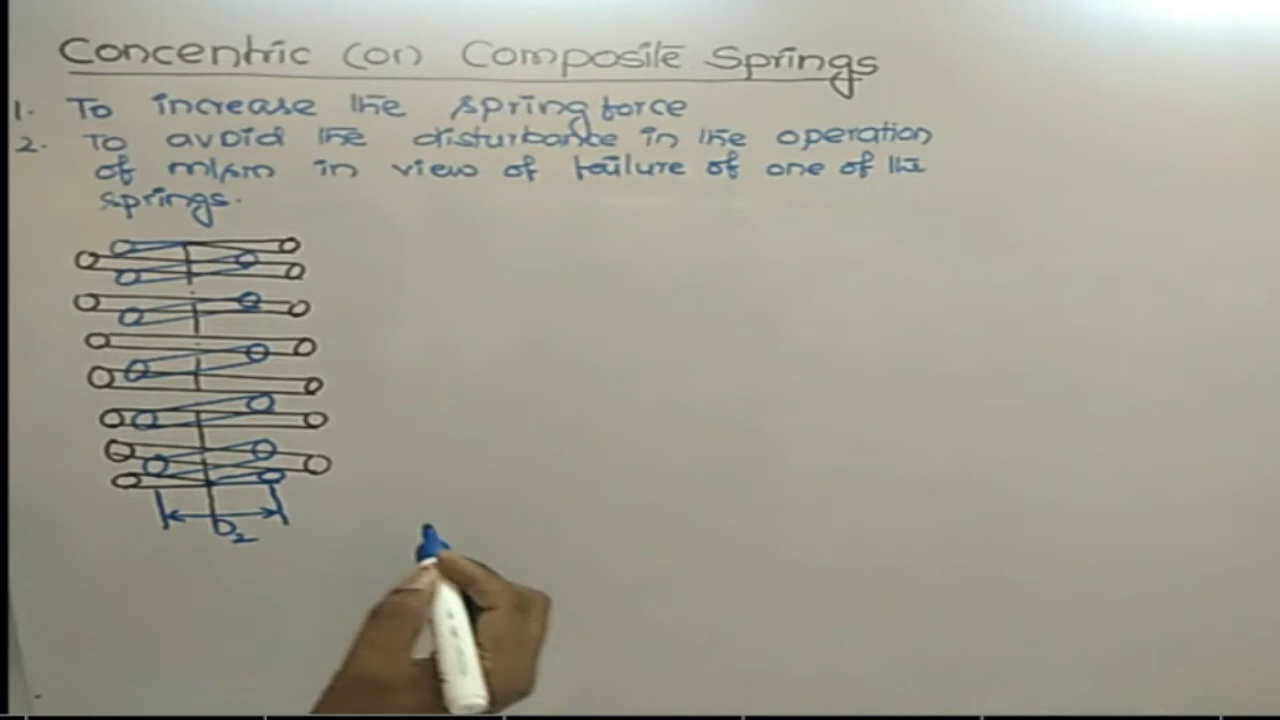 Concentric (or) Composite Springs
1. To increase the spring force
2. To avoid the disturbance in the operation
of m/sm in view of failure of one of the
springs.
D2